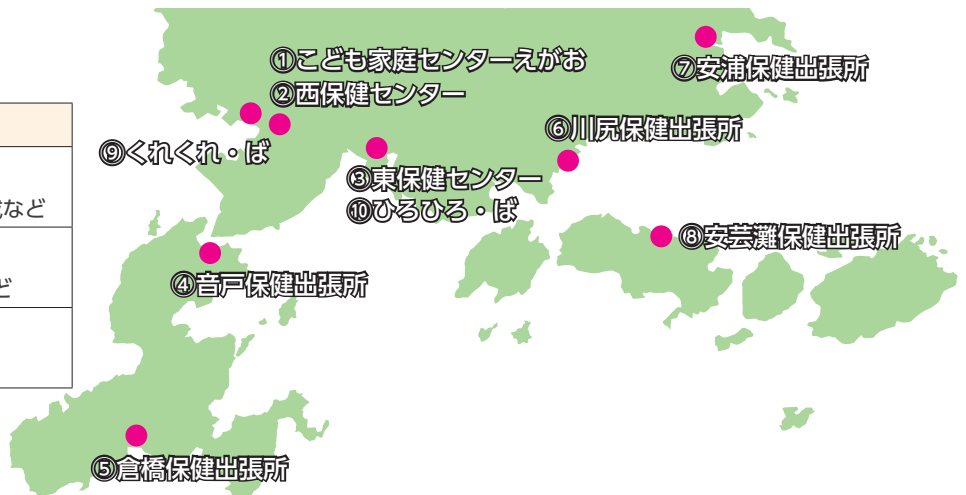 ①こども家庭センターえがお
②西保健センター
⑦安浦保健出張所
⑥川尻保健出張所
⑨くれくれ・ば
③東保健センター
⑩ひろひろ・ば
など
⑧安芸灘保健出張所
④音戸保健出張所
⑤倉橋保健出張所